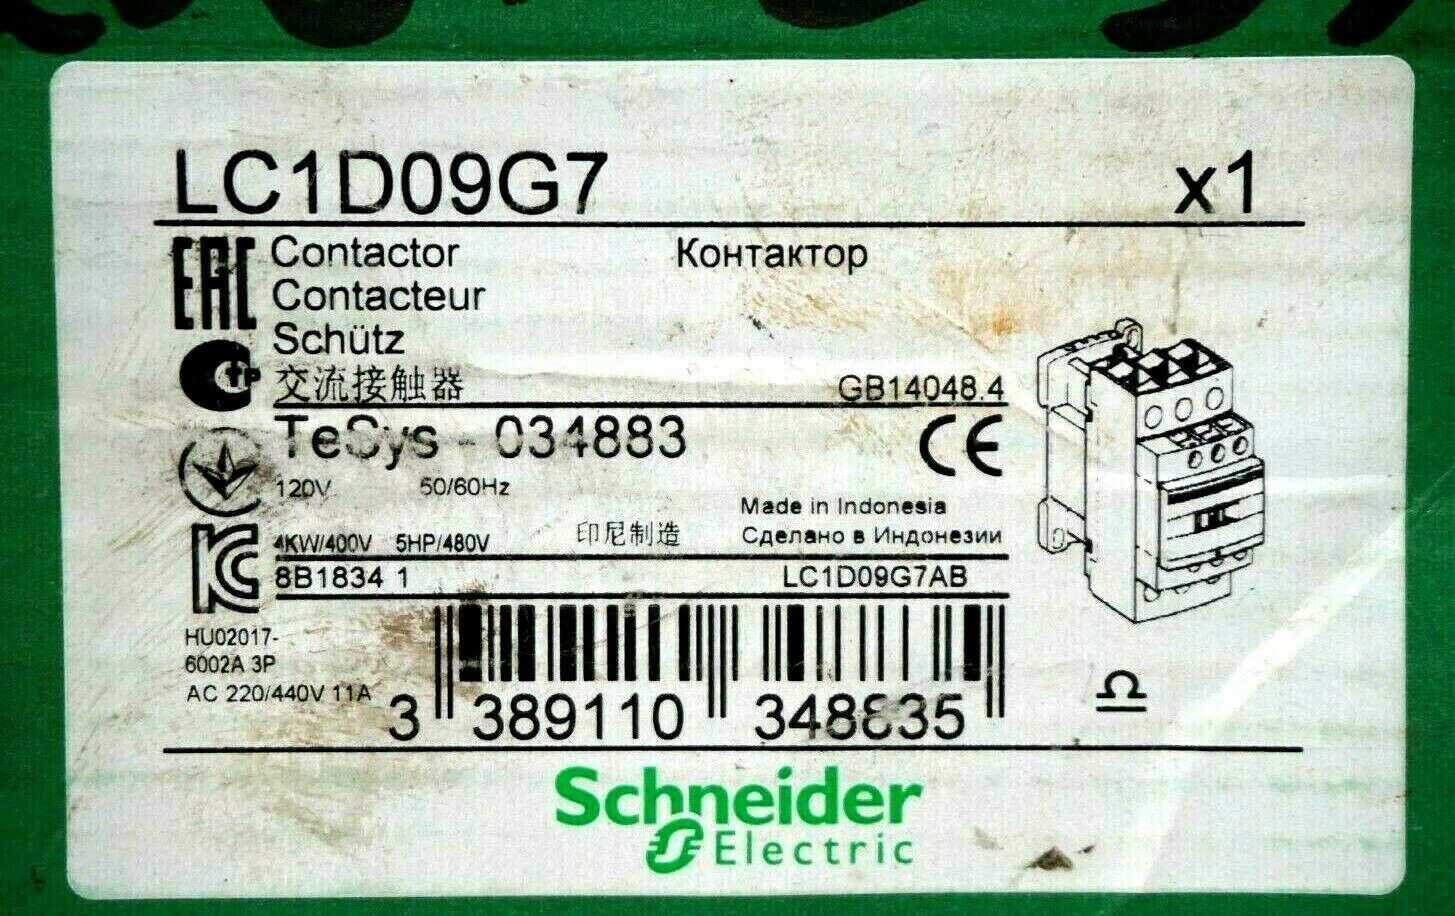 LC1D09G7 x1
Contactor Контактор
Contacteur
Schütz
交流接触器 GB14048.4
TeSys - 034883
120V 50/60Hz
Made in Indonesia
4KW/400V 5HP/480V 印尼制造 Сделано в Индонезии
8B1834 1 LC1D09G7AB
HU02017-
6002A 3P
AC 220/440V 11A
3 389110 348835
Schneider
Electric